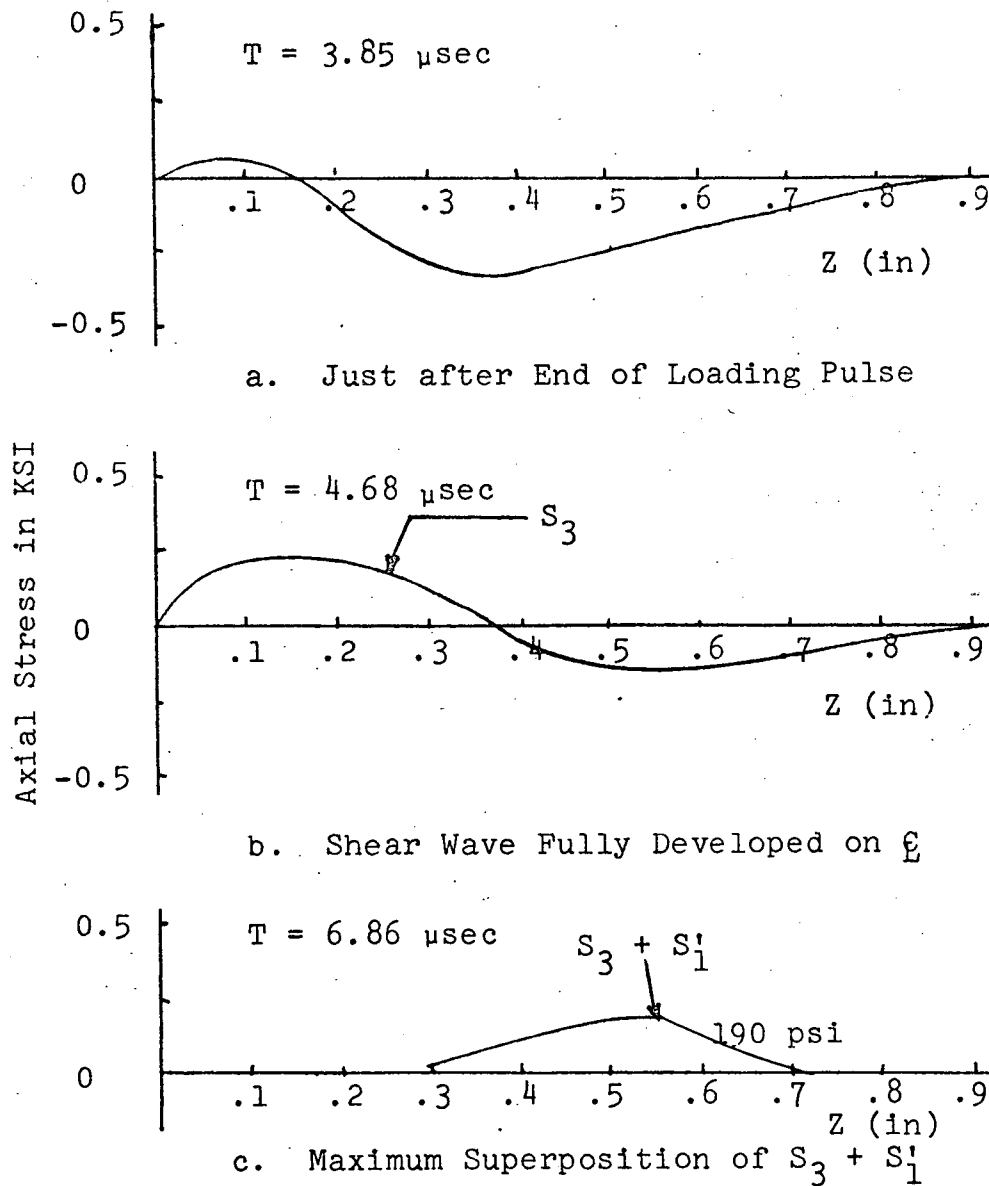 Axial Stress in KSI
0.5
T = 3.85 μsec
0
.1 .2 .3 .4 .5 .6 .7 .8 .9
Z (in)
-0.5
a. Just after End of Loading Pulse
0.5
T = 4.68 μsec
S3
0
.1 .2 .3 .4 .5 .6 .7 .8 .9
Z (in)
-0.5
b. Shear Wave Fully Developed on ℄
0.5
T = 6.86 μsec
S3 + S1'
190 psi
0
.1 .2 .3 .4 .5 .6 .7 .8 .9
Z (in)
c. Maximum Superposition of S3 + S1'